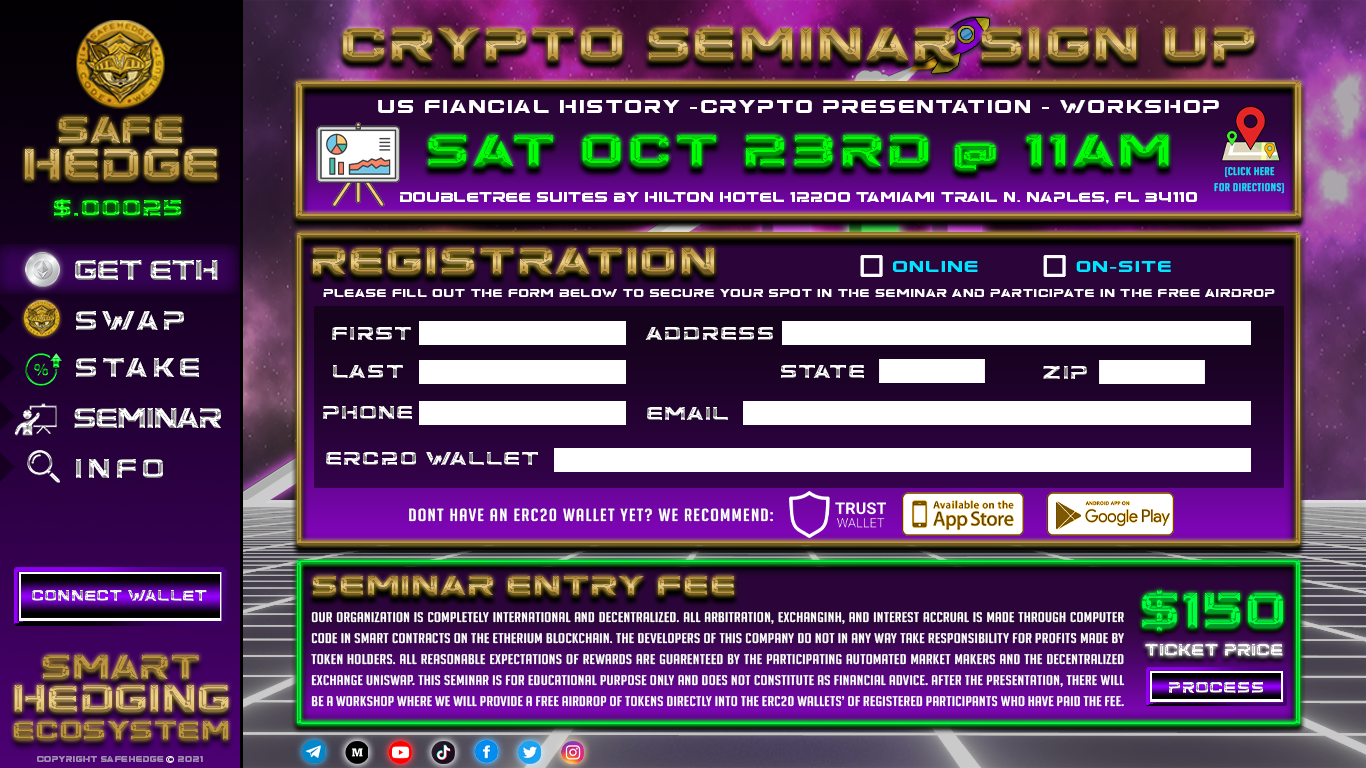 SAFEHEDGE
IN CODE WE TRUST
SAFE
HEDGE
$.00025
GET ETH
SWAP
%
STAKE
SEMINAR
INFO
CONNECT WALLET
SMART
HEDGING
ECOSYSTEM
COPYRIGHT SAFEHEDGE © 2021
CRYPTO SEMINAR SIGN UP
US FIANCIAL HISTORY -CRYPTO PRESENTATION - WORKSHOP
SAT OCT 23RD @ 11AM
DOUBLETREE SUITES BY HILTON HOTEL 12200 TAMIAMI TRAIL N. NAPLES, FL 34110
[CLICK HERE
FOR DIRECTIONS]
REGISTRATION
ONLINE
ON-SITE
PLEASE FILL OUT THE FORM BELOW TO SECURE YOUR SPOT IN THE SEMINAR AND PARTICIPATE IN THE FREE AIRDROP
FIRST
ADDRESS
LAST
STATE
ZIP
PHONE
EMAIL
ERC20 WALLET
DONT HAVE AN ERC20 WALLET YET? WE RECOMMEND:
TRUST
WALLET
Available on the
App Store
ANDROID APP ON
Google Play
SEMINAR ENTRY FEE
OUR ORGANIZATION IS COMPLETELY INTERNATIONAL AND DECENTRALIZED. ALL ARBITRATION, EXCHANGINH, AND INTEREST ACCRUAL IS MADE THROUGH COMPUTER
CODE IN SMART CONTRACTS ON THE ETHERIUM BLOCKCHAIN. THE DEVELOPERS OF THIS COMPANY DO NOT IN ANY WAY TAKE RESPONSIBILITY FOR PROFITS MADE BY
TOKEN HOLDERS. ALL REASONABLE EXPECTATIONS OF REWARDS ARE GUARENTEED BY THE PARTICIPATING AUTOMATED MARKET MAKERS AND THE DECENTRALIZED
EXCHANGE UNISWAP. THIS SEMINAR IS FOR EDUCATIONAL PURPOSE ONLY AND DOES NOT CONSTITUTE AS FINANCIAL ADVICE. AFTER THE PRESENTATION, THERE WILL
BE A WORKSHOP WHERE WE WILL PROVIDE A FREE AIRDROP OF TOKENS DIRECTLY INTO THE ERC20 WALLETS' OF REGISTERED PARTICIPANTS WHO HAVE PAID THE FEE.
$150
TICKET PRICE
PROCESS
M